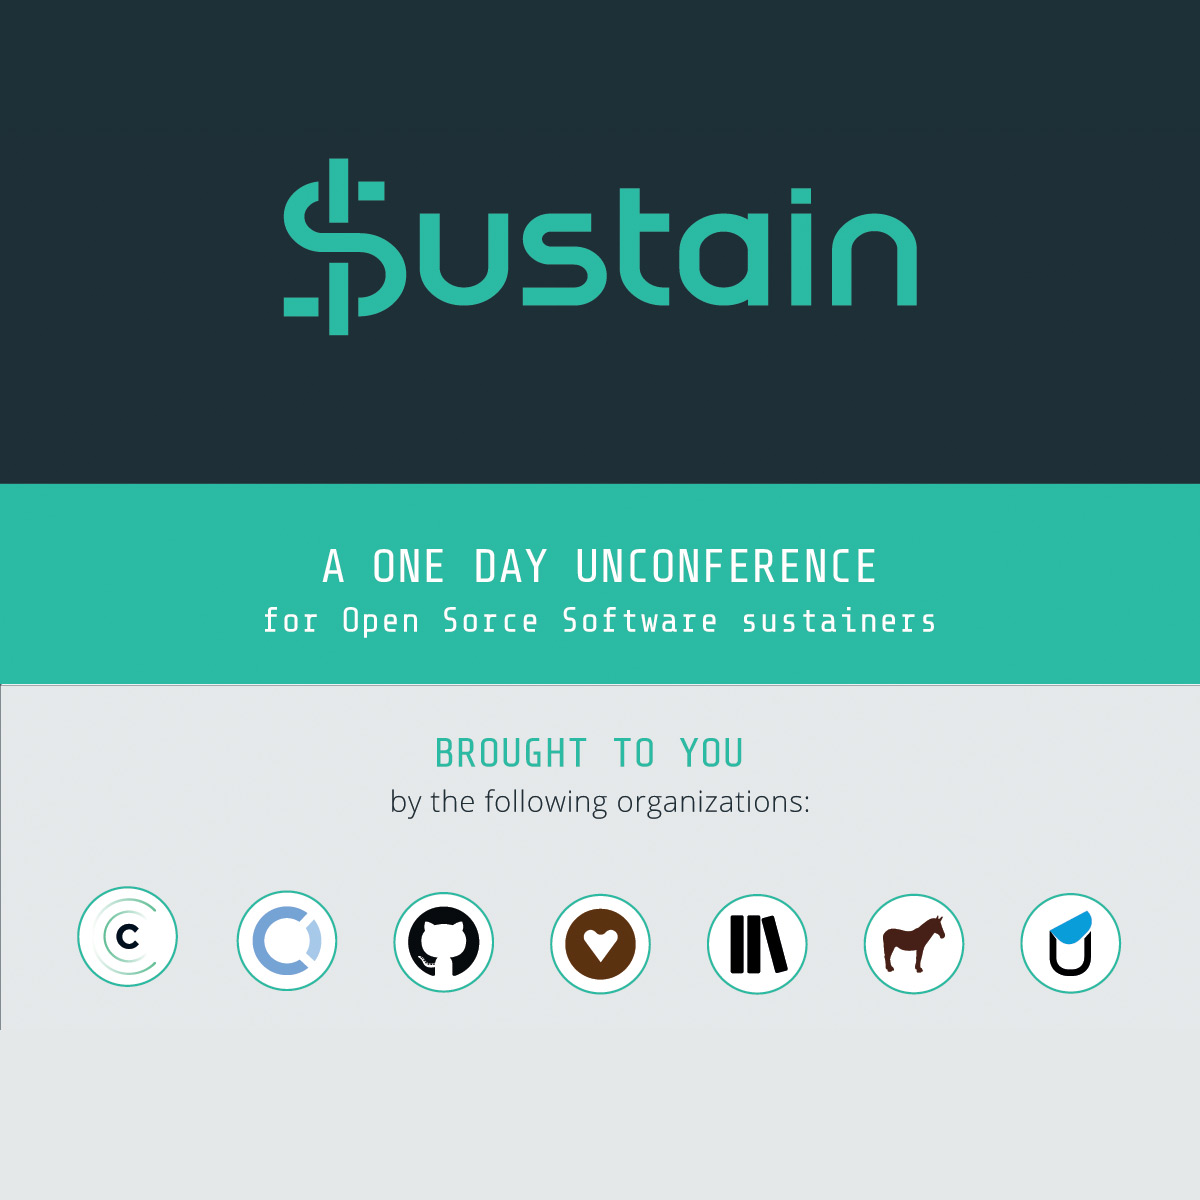 $ustain
A ONE DAY UNCONFERENCE
for Open Sorce Software sustainers
BROUGHT TO YOU
by the following organizations:
C